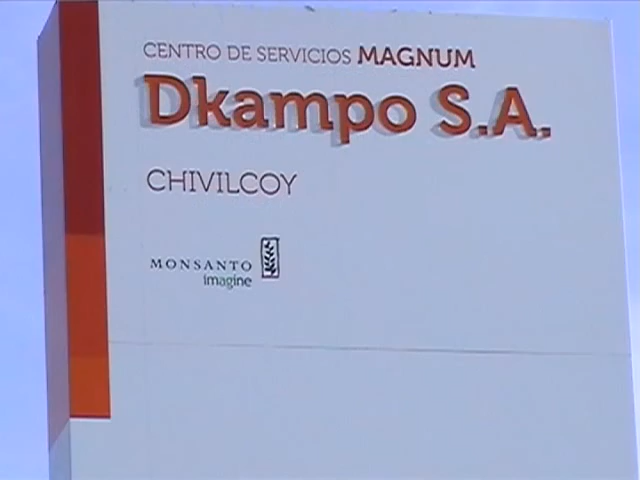 CENTRO DE SERVICIOS MAGNUM
Dkampo S.A.
CHIVILCOY
MONSANTO
imagine